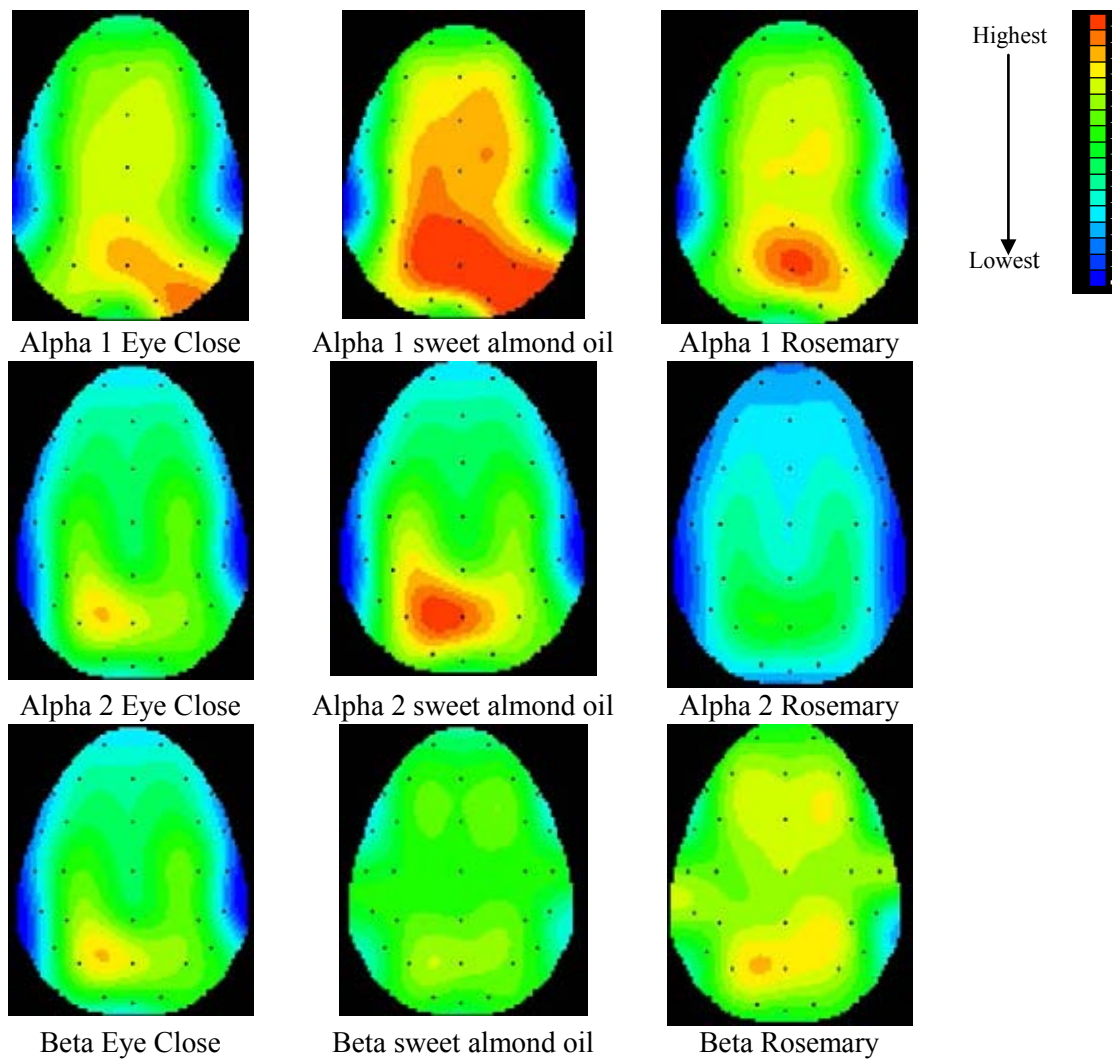 Highest
Lowest
Alpha 1 Eye Close Alpha 1 sweet almond oil Alpha 1 Rosemary
Alpha 2 Eye Close Alpha 2 sweet almond oil Alpha 2 Rosemary
Beta Eye Close Beta sweet almond oil Beta Rosemary